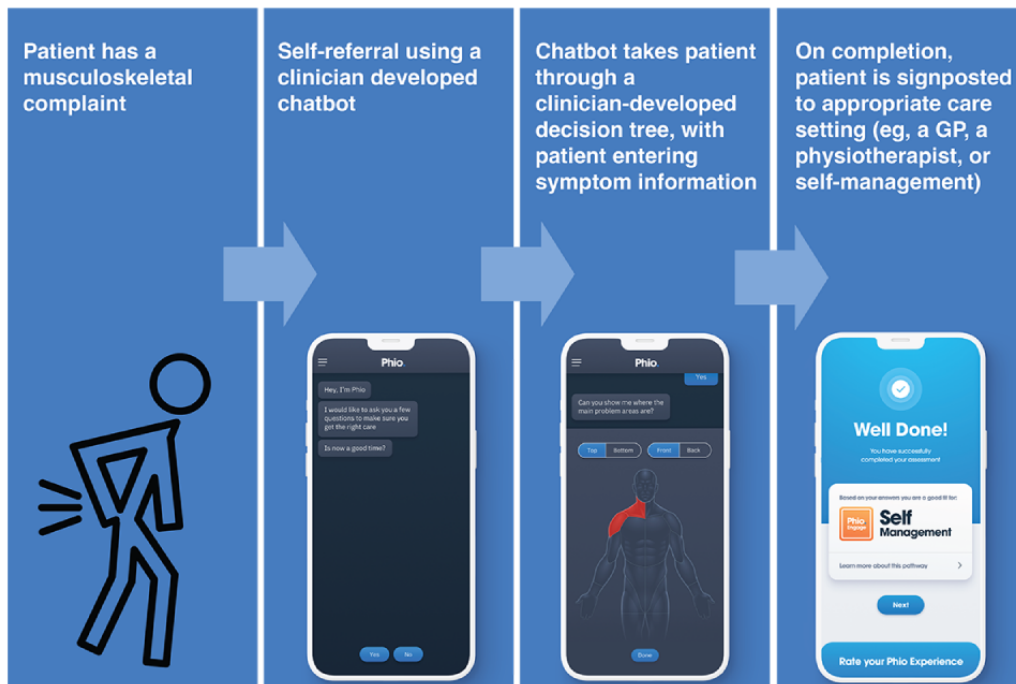 Patient has a
musculoskeletal
complaint
Self-referral using a
clinician developed
chatbot
Chatbot takes patient
through a
clinician-developed
decision tree, with
patient entering
symptom information
On completion,
patient is signposted
to appropriate care
setting (eg, a GP, a
physiotherapist, or
self-management)
Phio.
Hey, I'm Phio
I would like to ask you a few
questions to make sure you
get the right care
Is now a good time?
Yes No
Phio.
Yes
Can you show me where the
main problem areas are?
Top Bottom Front Back
Done
Well Done!
You have successfully
completed your assessment
Based on your answers you are a good fit for:
Phio
Engage
Self
Management
Learn more about this pathway
Next
Rate your Phio Experience